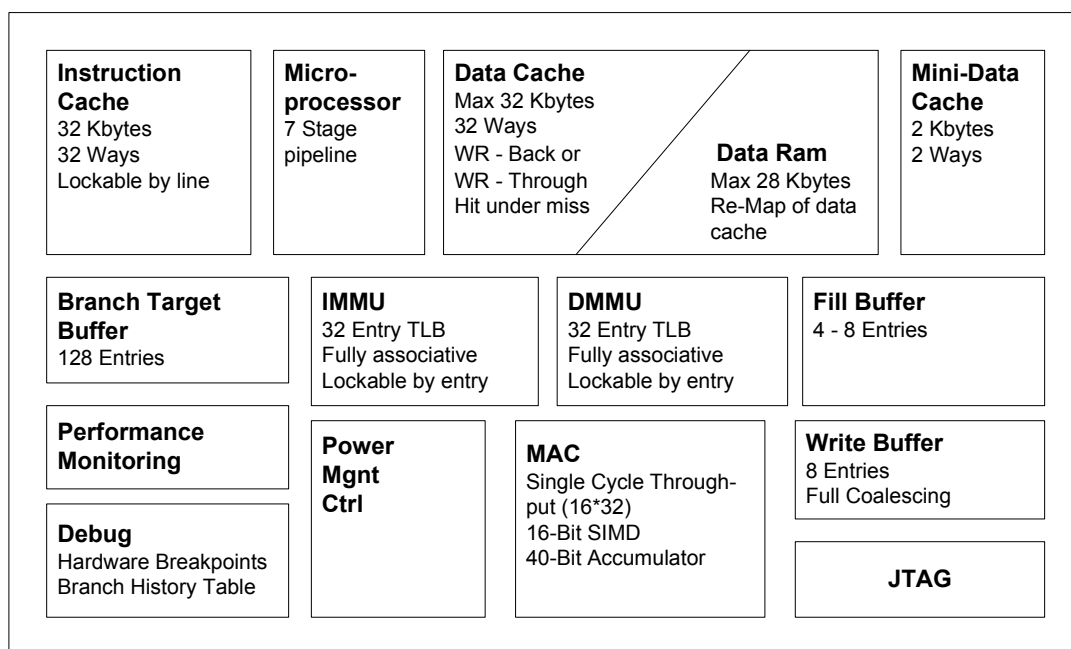 Instruction
Cache
32 Kbytes
32 Ways
Lockable by line
Micro-
processor
7 Stage
pipeline
Data Cache
Max 32 Kbytes
32 Ways
WR - Back or
WR - Through
Hit under miss
Data Ram
Max 28 Kbytes
Re-Map of data
cache
Mini-Data
Cache
2 Kbytes
2 Ways
Branch Target
Buffer
128 Entries
IMMU
32 Entry TLB
Fully associative
Lockable by entry
DMMU
32 Entry TLB
Fully associative
Lockable by entry
Fill Buffer
4 - 8 Entries
Performance
Monitoring
Debug
Hardware Breakpoints
Branch History Table
Power
Mgnt
Ctrl
MAC
Single Cycle Through-
put (16*32)
16-Bit SIMD
40-Bit Accumulator
Write Buffer
8 Entries
Full Coalescing
JTAG